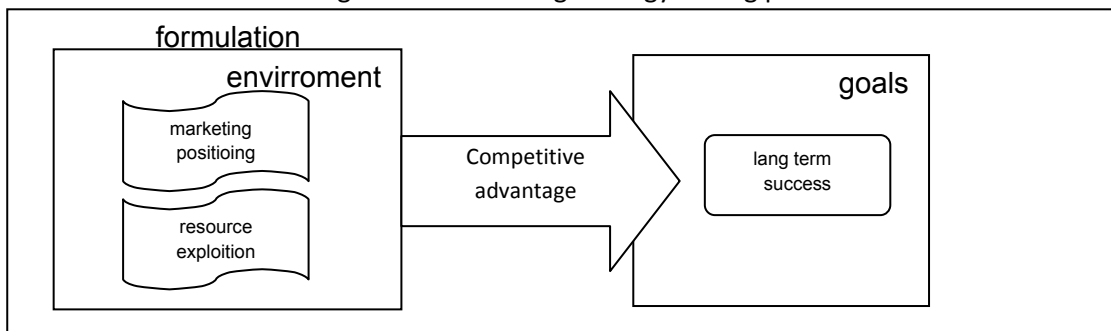 formulation
envirroment
marketing
positioing
resource
exploition
Competitive
advantage
goals
lang term
success